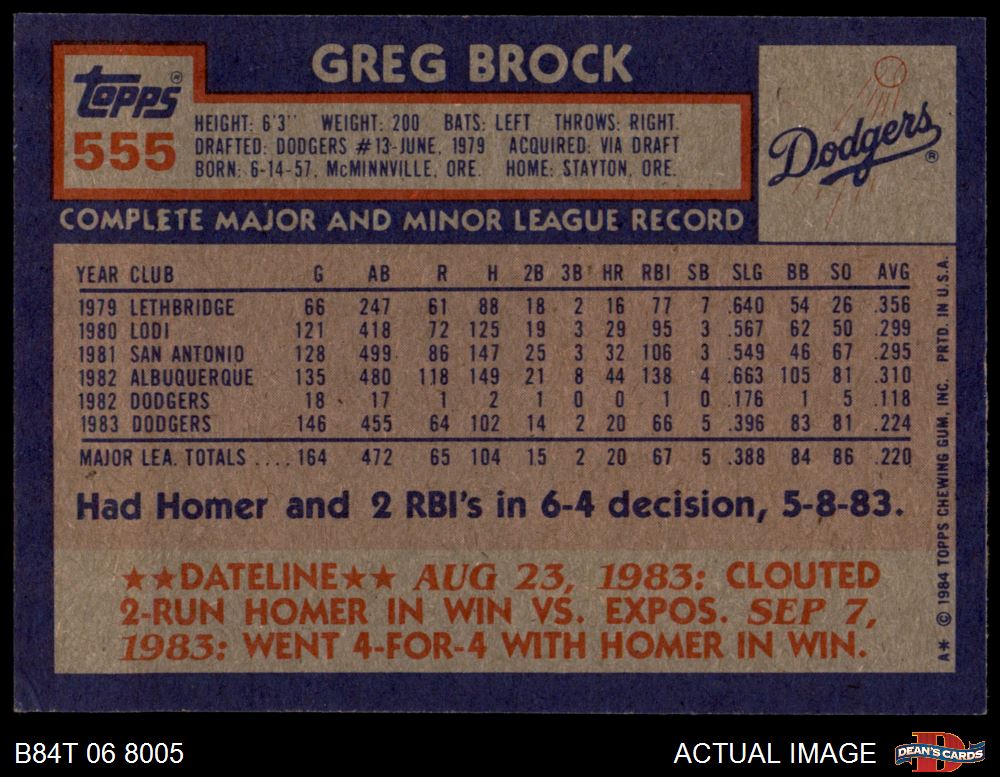 GREG BROCK
Topps®
555
HEIGHT: 6'3" WEIGHT: 200 BATS: LEFT THROWS: RIGHT
DRAFTED: DODGERS #13-JUNE, 1979 ACQUIRED: VIA DRAFT
BORN: 6-14-57, McMINNVILLE, ORE. HOME: STAYTON, ORE.
Dodgers®
COMPLETE MAJOR AND MINOR LEAGUE RECORD
YEAR CLUB G AB R H 2B 3B HR RBI SB SLG BB SO AVG
1979 LETHBRIDGE 66 247 61 88 18 2 16 77 7 .640 54 26 .356
1980 LODI 121 418 72 125 19 3 29 95 3 .567 62 50 .299
1981 SAN ANTONIO 128 499 86 147 25 3 32 106 3 .549 46 67 .295
1982 ALBUQUERQUE 135 480 118 149 21 8 44 138 4 .663 105 81 .310
1982 DODGERS 18 17 1 2 1 0 0 1 0 .176 1 5 .118
1983 DODGERS 146 455 64 102 14 2 20 66 5 .396 83 81 .224
MAJOR LEA. TOTALS .... 164 472 65 104 15 2 20 67 5 .388 84 86 .220
Had Homer and 2 RBI's in 6-4 decision, 5-8-83.
★★DATELINE★★ AUG 23, 1983: CLOUTED
2-RUN HOMER IN WIN VS. EXPOS. SEP 7,
1983: WENT 4-FOR-4 WITH HOMER IN WIN.
A* © 1984 TOPPS CHEWING GUM, INC. PRTD. IN U.S.A.
B84T 06 8005
ACTUAL IMAGE
D
DEAN'S CARDS